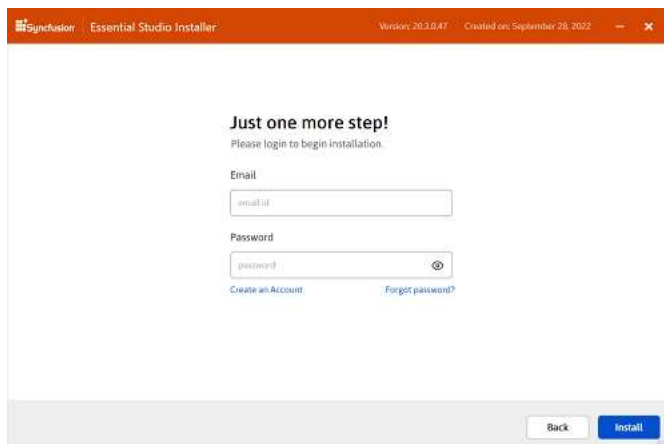 Syncfusion Essential Studio Installer Version: 20.3.0.47 Created on: September 28, 2022
Just one more step!
Please login to begin installation.
Email
email id
Password
password
Create an Account Forgot password?
Back Install